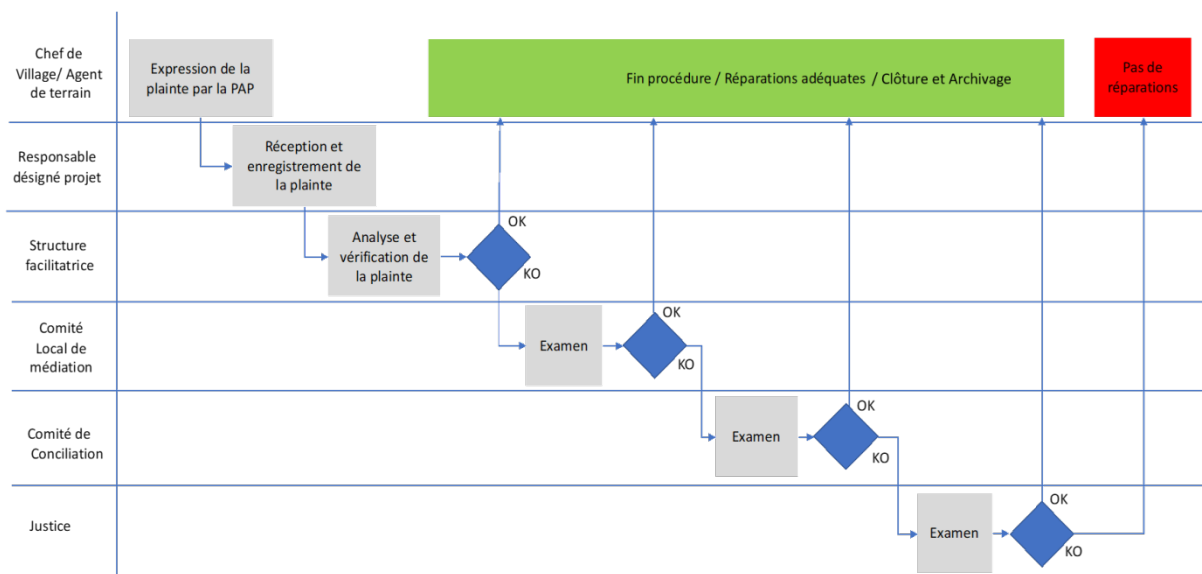 Chef de
Village/ Agent
de terrain
Expression de la
plainte par la PAP
Fin procédure / Réparations adéquates / Clôture et Archivage
Pas de
réparations
Responsable
désigné projet
Réception et
enregistrement de
la plainte
Structure
facilitatrice
Analyse et
vérification de
la plainte
OK
KO
Comité
Local de
médiation
Examen
OK
KO
Comité de
Conciliation
Examen
OK
KO
Justice
Examen
OK
KO